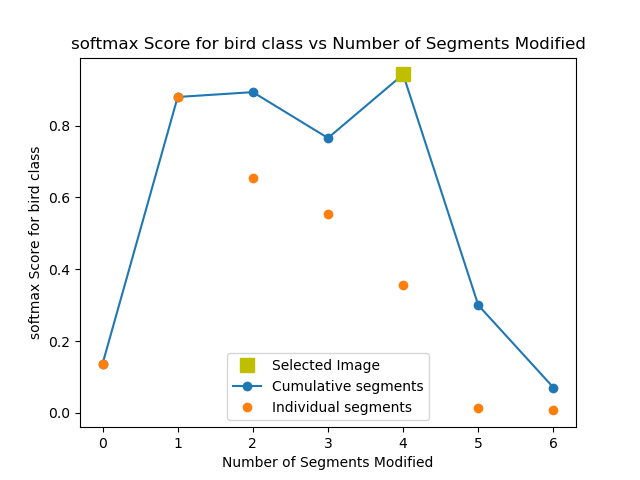 softmax Score for bird class vs Number of Segments Modified
softmax Score for bird class
0.8
0.6
0.4
0.2
0.0
Selected Image
Cumulative segments
Individual segments
0 1 2 3 4 5 6
Number of Segments Modified